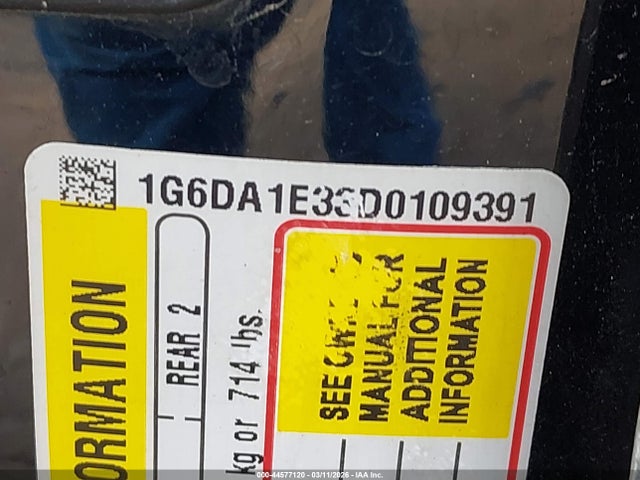 1G6DA1E33D0109391
ORMATION
REAR 2
kg or 714 lbs.
SEE
MANUAL FOR
ADDITIONAL
INFORMATION
ID: 44577120 - 03/11/2026 - IAA Inc.